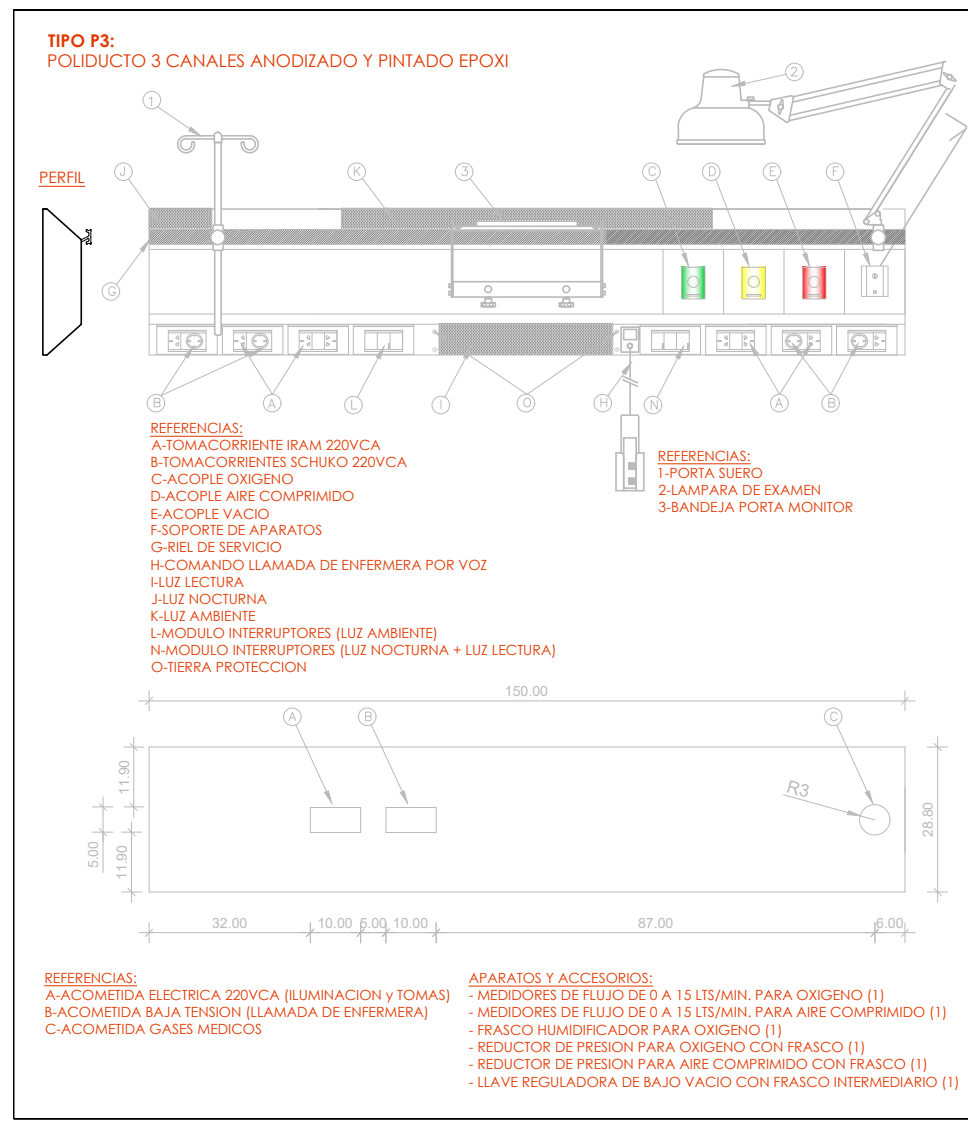 TIPO P3:
POLIDUCTO 3 CANALES ANODIZADO Y PINTADO EPOXI
1
2
PERFIL
J
K
3
C
D
E
F
G
B
A
L
I
O
H
N
A
B
REFERENCIAS:
A-TOMACORRIENTE IRAM 220VCA
B-TOMACORRIENTES SCHUKO 220VCA
C-ACOPLE OXIGENO
D-ACOPLE AIRE COMPRIMIDO
E-ACOPLE VACIO
F-SOPORTE DE APARATOS
G-RIEL DE SERVICIO
H-COMANDO LLAMADA DE ENFERMERA POR VOZ
I-LUZ LECTURA
J-LUZ NOCTURNA
K-LUZ AMBIENTE
L-MODULO INTERRUPTORES (LUZ AMBIENTE)
N-MODULO INTERRUPTORES (LUZ NOCTURNA + LUZ LECTURA)
O-TIERRA PROTECCION
REFERENCIAS:
1-PORTA SUERO
2-LAMPARA DE EXAMEN
3-BANDEJA PORTA MONITOR
150.00
A
B
C
R3
11.90
5.00
11.90
28.80
32.00
10.00
5.00
10.00
87.00
6.00
REFERENCIAS:
A-ACOMETIDA ELECTRICA 220VCA (ILUMINACION y TOMAS)
B-ACOMETIDA BAJA TENSION (LLAMADA DE ENFERMERA)
C-ACOMETIDA GASES MEDICOS
APARATOS Y ACCESORIOS:
- MEDIDORES DE FLUJO DE 0 A 15 LTS/MIN. PARA OXIGENO (1)
- MEDIDORES DE FLUJO DE 0 A 15 LTS/MIN. PARA AIRE COMPRIMIDO (1)
- FRASCO HUMIDIFICADOR PARA OXIGENO (1)
- REDUCTOR DE PRESION PARA OXIGENO CON FRASCO (1)
- REDUCTOR DE PRESION PARA AIRE COMPRIMIDO CON FRASCO (1)
- LLAVE REGULADORA DE BAJO VACIO CON FRASCO INTERMEDIARIO (1)